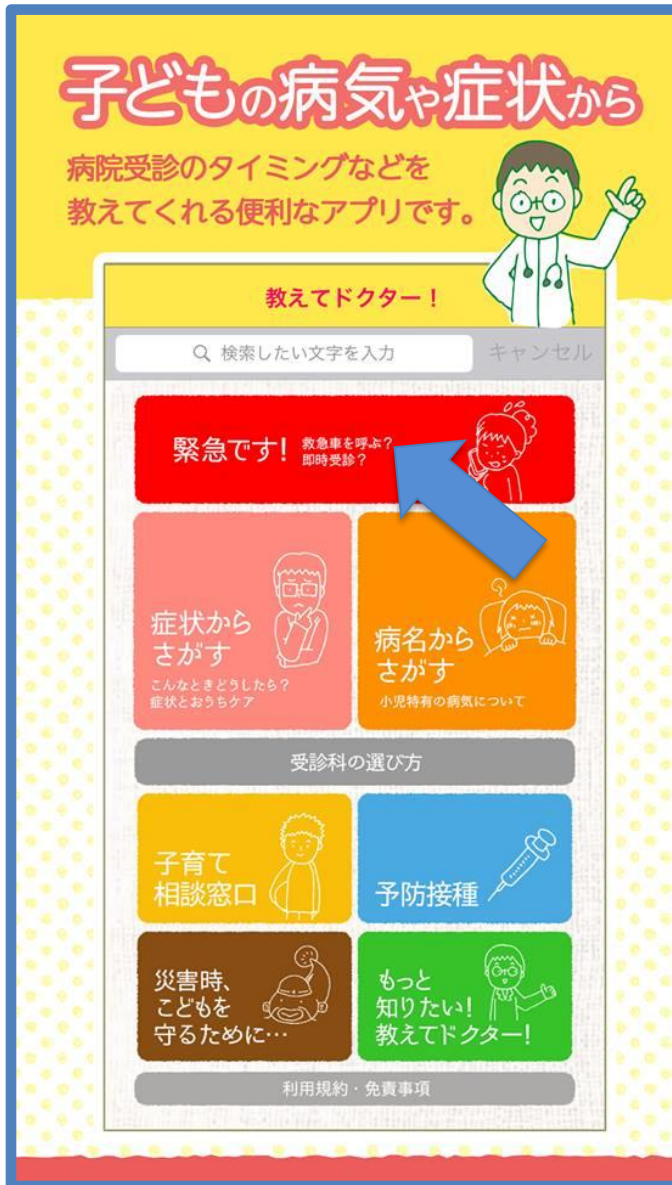 子どもの病気や症状から
病院受診のタイミングなどを
教えてくれる便利なアプリです。
教えてドクター！
検索したい文字を入力
キャンセル
緊急です!
救急車を呼ぶ？
即時受診？
症状から
さがす
こんなときどうしたら？
症状とおうちケア
病名から
さがす
小児特有の病気について
受診科の選び方
子育て
相談窓口
予防接種
災害時、
こどもを
守るために…
もっと
知りたい!
教えてドクター!
利用規約・免責事項